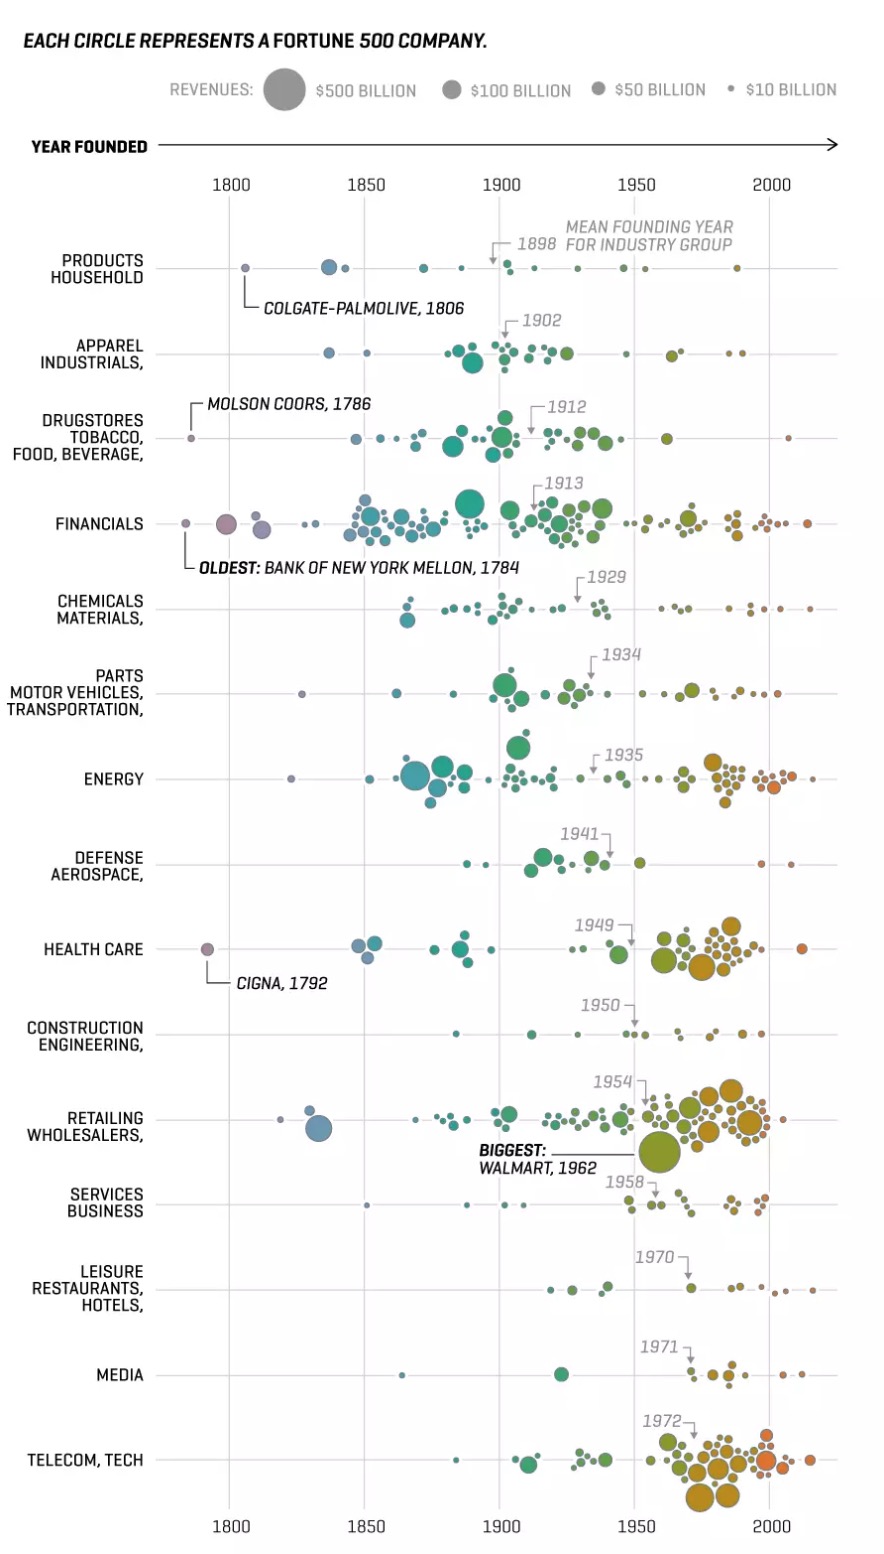 EACH CIRCLE REPRESENTS A FORTUNE 500 COMPANY.
REVENUES: $500 BILLION $100 BILLION $50 BILLION $10 BILLION
YEAR FOUNDED
1800 1850 1900 1950 2000
MEAN FOUNDING YEAR
1898 FOR INDUSTRY GROUP
PRODUCTS
HOUSEHOLD
COLGATE-PALMOLIVE, 1806
1902
APPAREL
INDUSTRIALS,
MOLSON COORS, 1786
1912
DRUGSTORES
TOBACCO,
FOOD, BEVERAGE,
1913
FINANCIALS
OLDEST: BANK OF NEW YORK MELLON, 1784
1929
CHEMICALS
MATERIALS,
1934
PARTS
MOTOR VEHICLES,
TRANSPORTATION,
1935
ENERGY
1941
DEFENSE
AEROSPACE,
1949
HEALTH CARE
CIGNA, 1792
1950
CONSTRUCTION
ENGINEERING,
1954
RETAILING
WHOLESALERS,
BIGGEST:
WALMART, 1962
1958
SERVICES
BUSINESS
1970
LEISURE
RESTAURANTS,
HOTELS,
1971
MEDIA
1972
TELECOM, TECH
1800 1850 1900 1950 2000